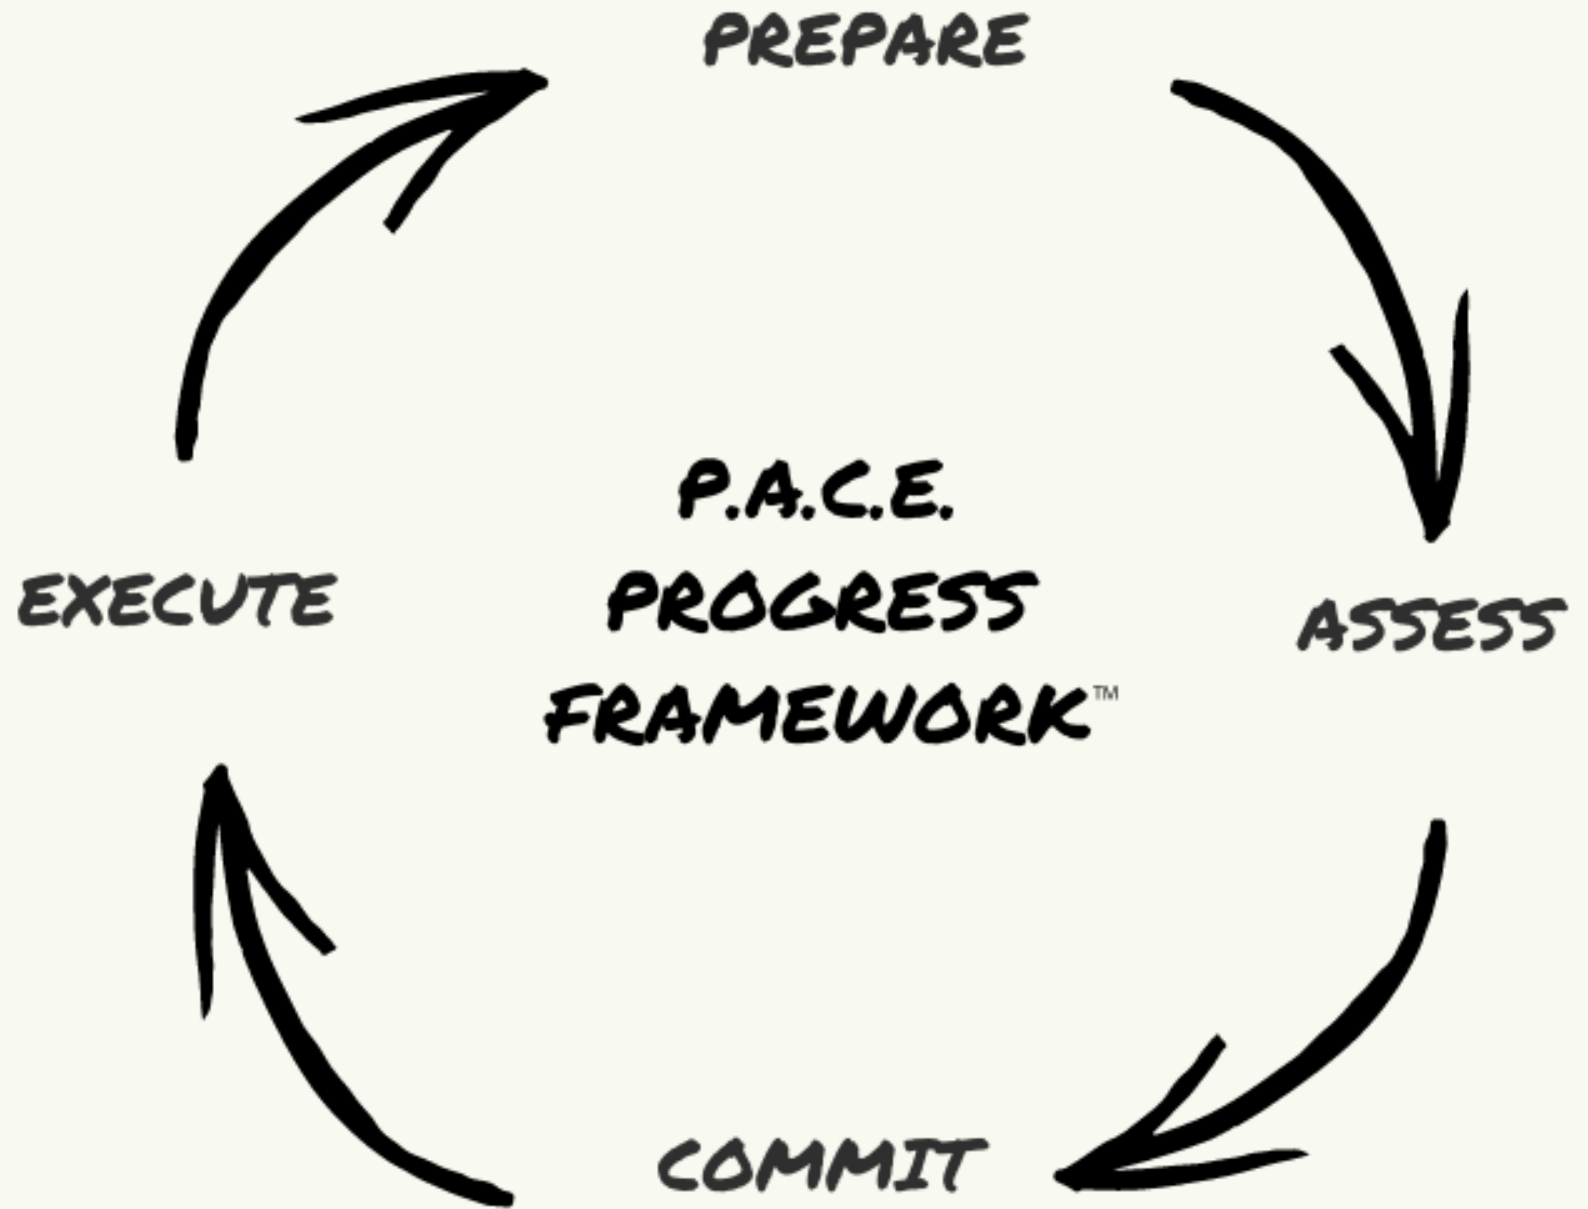 PREPARE
P.A.C.E.
PROGRESS
FRAMEWORK™
EXECUTE
ASSESS
COMMIT